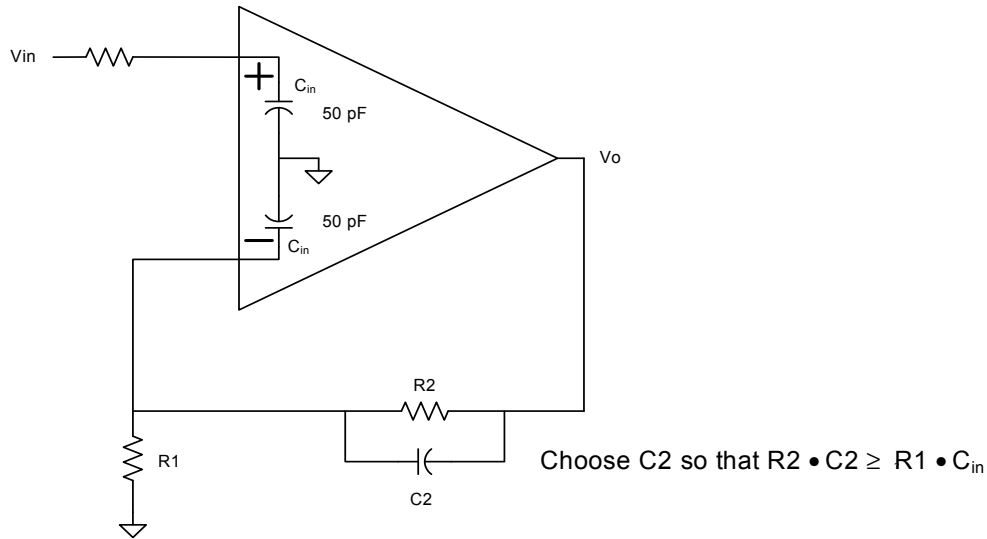 Vin
+
C_in
50 pF
Vo
50 pF
−
C_in
R2
R1
Choose C2 so that R2 • C2 ≥ R1 • C_in
C2